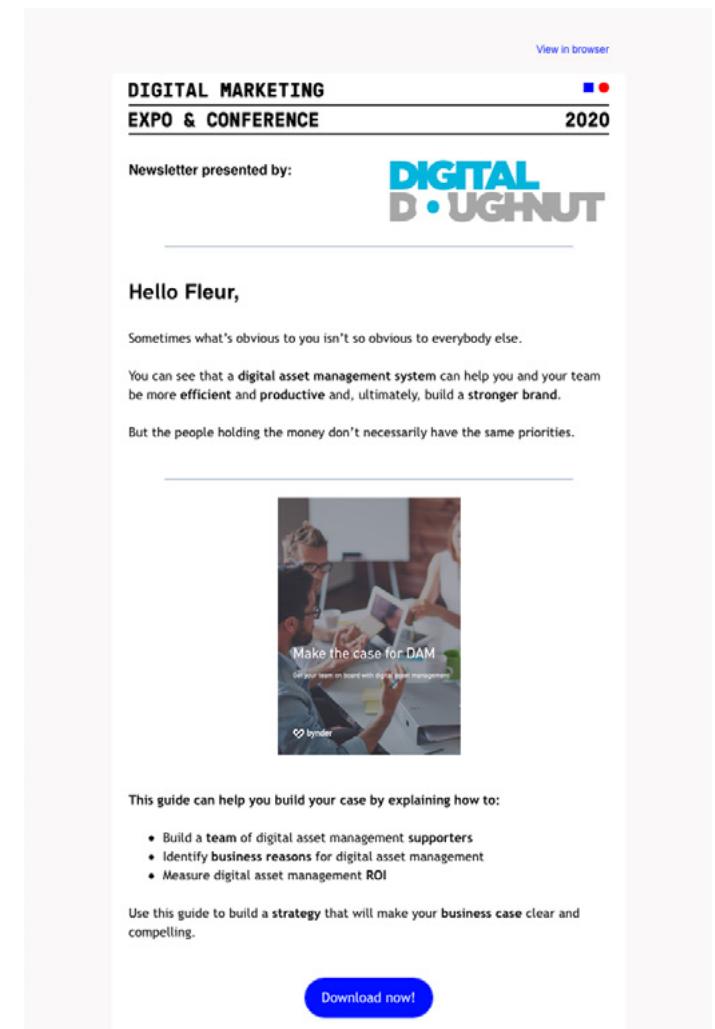 View in browser
DIGITAL MARKETING
EXPO & CONFERENCE 2020
Newsletter presented by:
DIGITAL
D•UGHNUT
Hello Fleur,
Sometimes what's obvious to you isn't so obvious to everybody else.
You can see that a digital asset management system can help you and your team
be more efficient and productive and, ultimately, build a stronger brand.
But the people holding the money don't necessarily have the same priorities.
Make the case for DAM
Get your team on board with digital asset management
bynder
This guide can help you build your case by explaining how to:
• Build a team of digital asset management supporters
• Identify business reasons for digital asset management
• Measure digital asset management ROI
Use this guide to build a strategy that will make your business case clear and
compelling.
Download now!